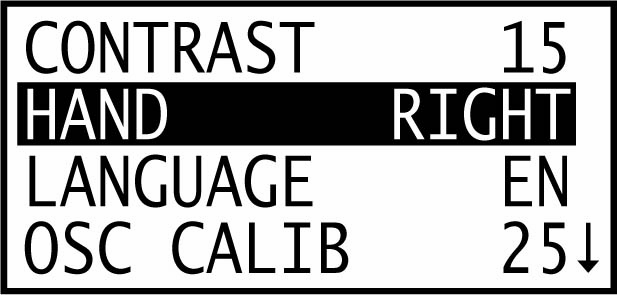 CONTRAST 15
HAND RIGHT
LANGUAGE EN
OSC CALIB 25↓